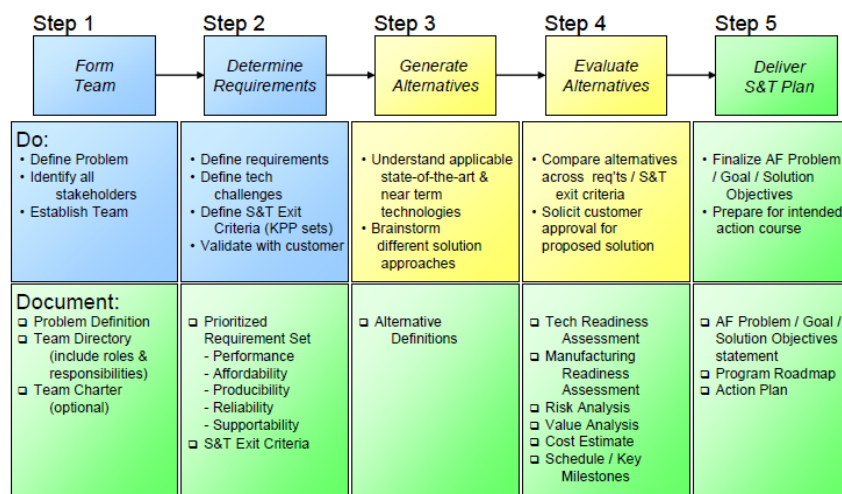 Step 1
Step 2
Step 3
Step 4
Step 5
Form
Team
Determine
Requirements
Generate
Alternatives
Evaluate
Alternatives
Deliver
S&T Plan
Do:
• Define Problem
• Identify all
stakeholders
• Establish Team
• Define requirements
• Define tech
challenges
• Define S&T Exit
Criteria (KPP sets)
• Validate with customer
• Understand applicable
state-of-the-art &
near term
technologies
• Brainstorm
different solution
approaches
• Compare alternatives
across req'ts / S&T
exit criteria
• Solicit customer
approval for
proposed solution
• Finalize AF Problem
/ Goal / Solution
Objectives
• Prepare for intended
action course
Document:
❑ Problem Definition
❑ Team Directory
(include roles &
responsibilities)
❑ Team Charter
(optional)
❑ Prioritized
Requirement Set
- Performance
- Affordability
- Producibility
- Reliability
- Supportability
❑ S&T Exit Criteria
❑ Alternative
Definitions
❑ Tech Readiness
Assessment
❑ Manufacturing
Readiness
Assessment
❑ Risk Analysis
❑ Value Analysis
❑ Cost Estimate
❑ Schedule / Key
Milestones
❑ AF Problem / Goal /
Solution Objectives
statement
❑ Program Roadmap
❑ Action Plan